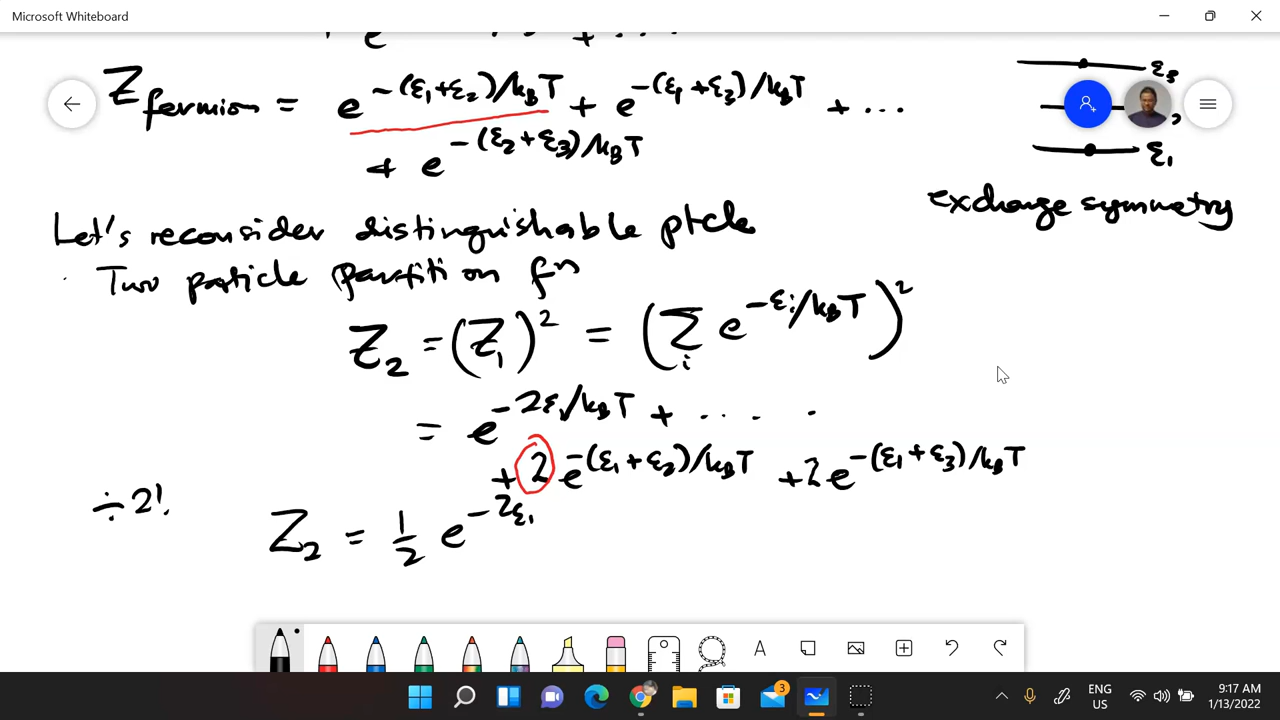 Microsoft Whiteboard
Z_fermion = e^{-(ε₁+ε₂)/k_BT} + e^{-(ε₁+ε₃)/k_BT} + ...
+ e^{-(ε₂+ε₃)/k_BT}
ε₃
ε₁
exchange symmetry
Let's reconsider distinguishable ptcle
· Two particle partition fⁿ
Z₂ = (Z₁)² = (Σ_i e^{-ε_i/k_BT})²
= e^{-2ε₁/k_BT} + .... .
+ 2 e^{-(ε₁+ε₂)/k_BT} + 2e^{-(ε₁+ε₃)/k_BT}
÷2!
Z₂ = ½ e^{-2ε₁
A
3
ENG
US
9:17 AM
1/13/2022